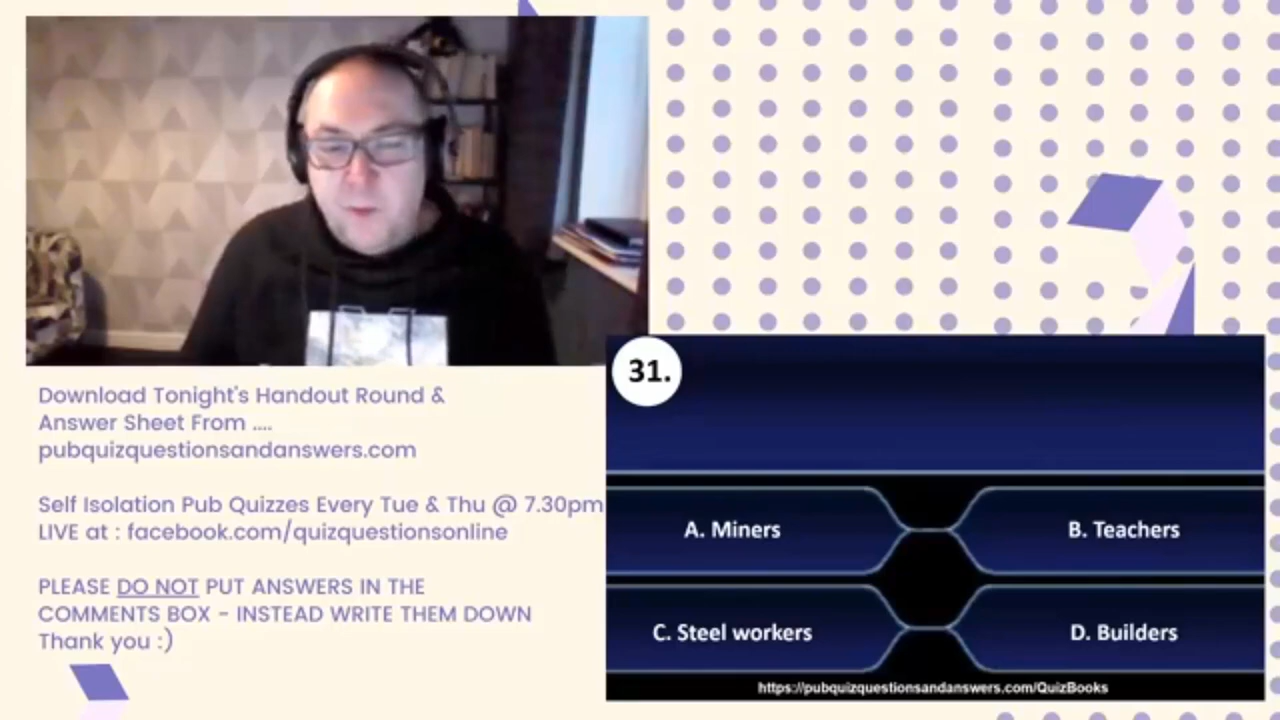 Download Tonight's Handout Round &
Answer Sheet From ....
pubquizquestionsandanswers.com
Self Isolation Pub Quizzes Every Tue & Thu @ 7.30pm
LIVE at : facebook.com/quizquestionsonline
PLEASE DO NOT PUT ANSWERS IN THE
COMMENTS BOX - INSTEAD WRITE THEM DOWN
Thank you :)
31.
A. Miners
B. Teachers
C. Steel workers
D. Builders
https://pubquizquestionsandanswers.com/QuizBooks